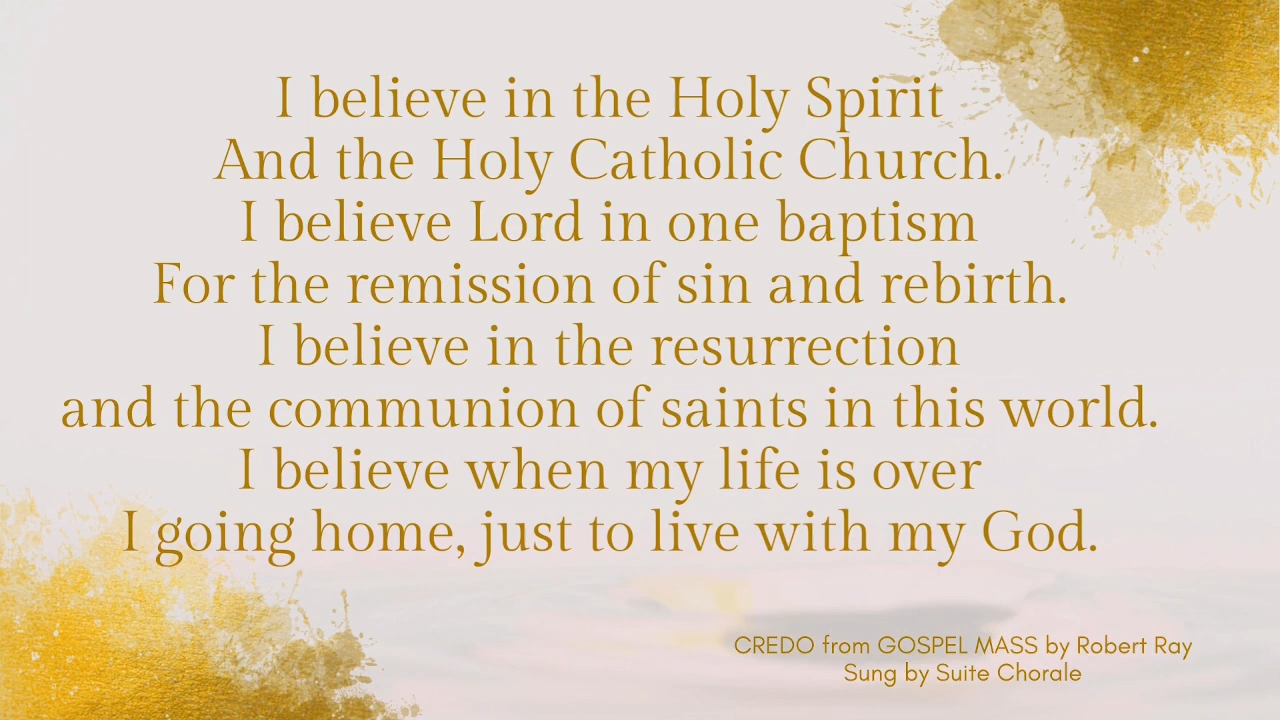 I believe in the Holy Spirit
And the Holy Catholic Church.
I believe Lord in one baptism
For the remission of sin and rebirth.
I believe in the resurrection
and the communion of saints in this world.
I believe when my life is over
I going home, just to live with my God.
CREDO from GOSPEL MASS by Robert Ray
Sung by Suite Chorale